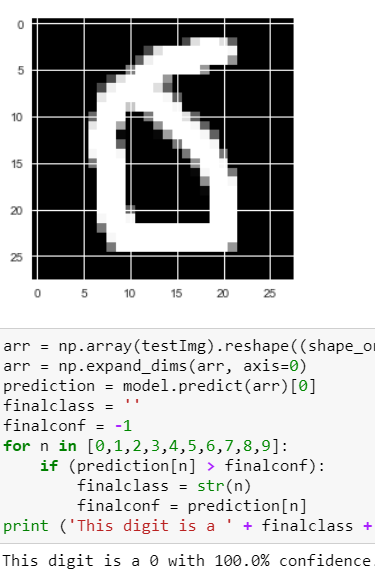 0
5
10
15
20
25
0 5 10 15 20 25
arr = np.array(testImg).reshape((shape_or
arr = np.expand_dims(arr, axis=0)
prediction = model.predict(arr)[0]
finalclass = ''
finalconf = -1
for n in [0,1,2,3,4,5,6,7,8,9]:
    if (prediction[n] > finalconf):
        finalclass = str(n)
        finalconf = prediction[n]
print ('This digit is a ' + finalclass +
This digit is a 0 with 100.0% confidence.